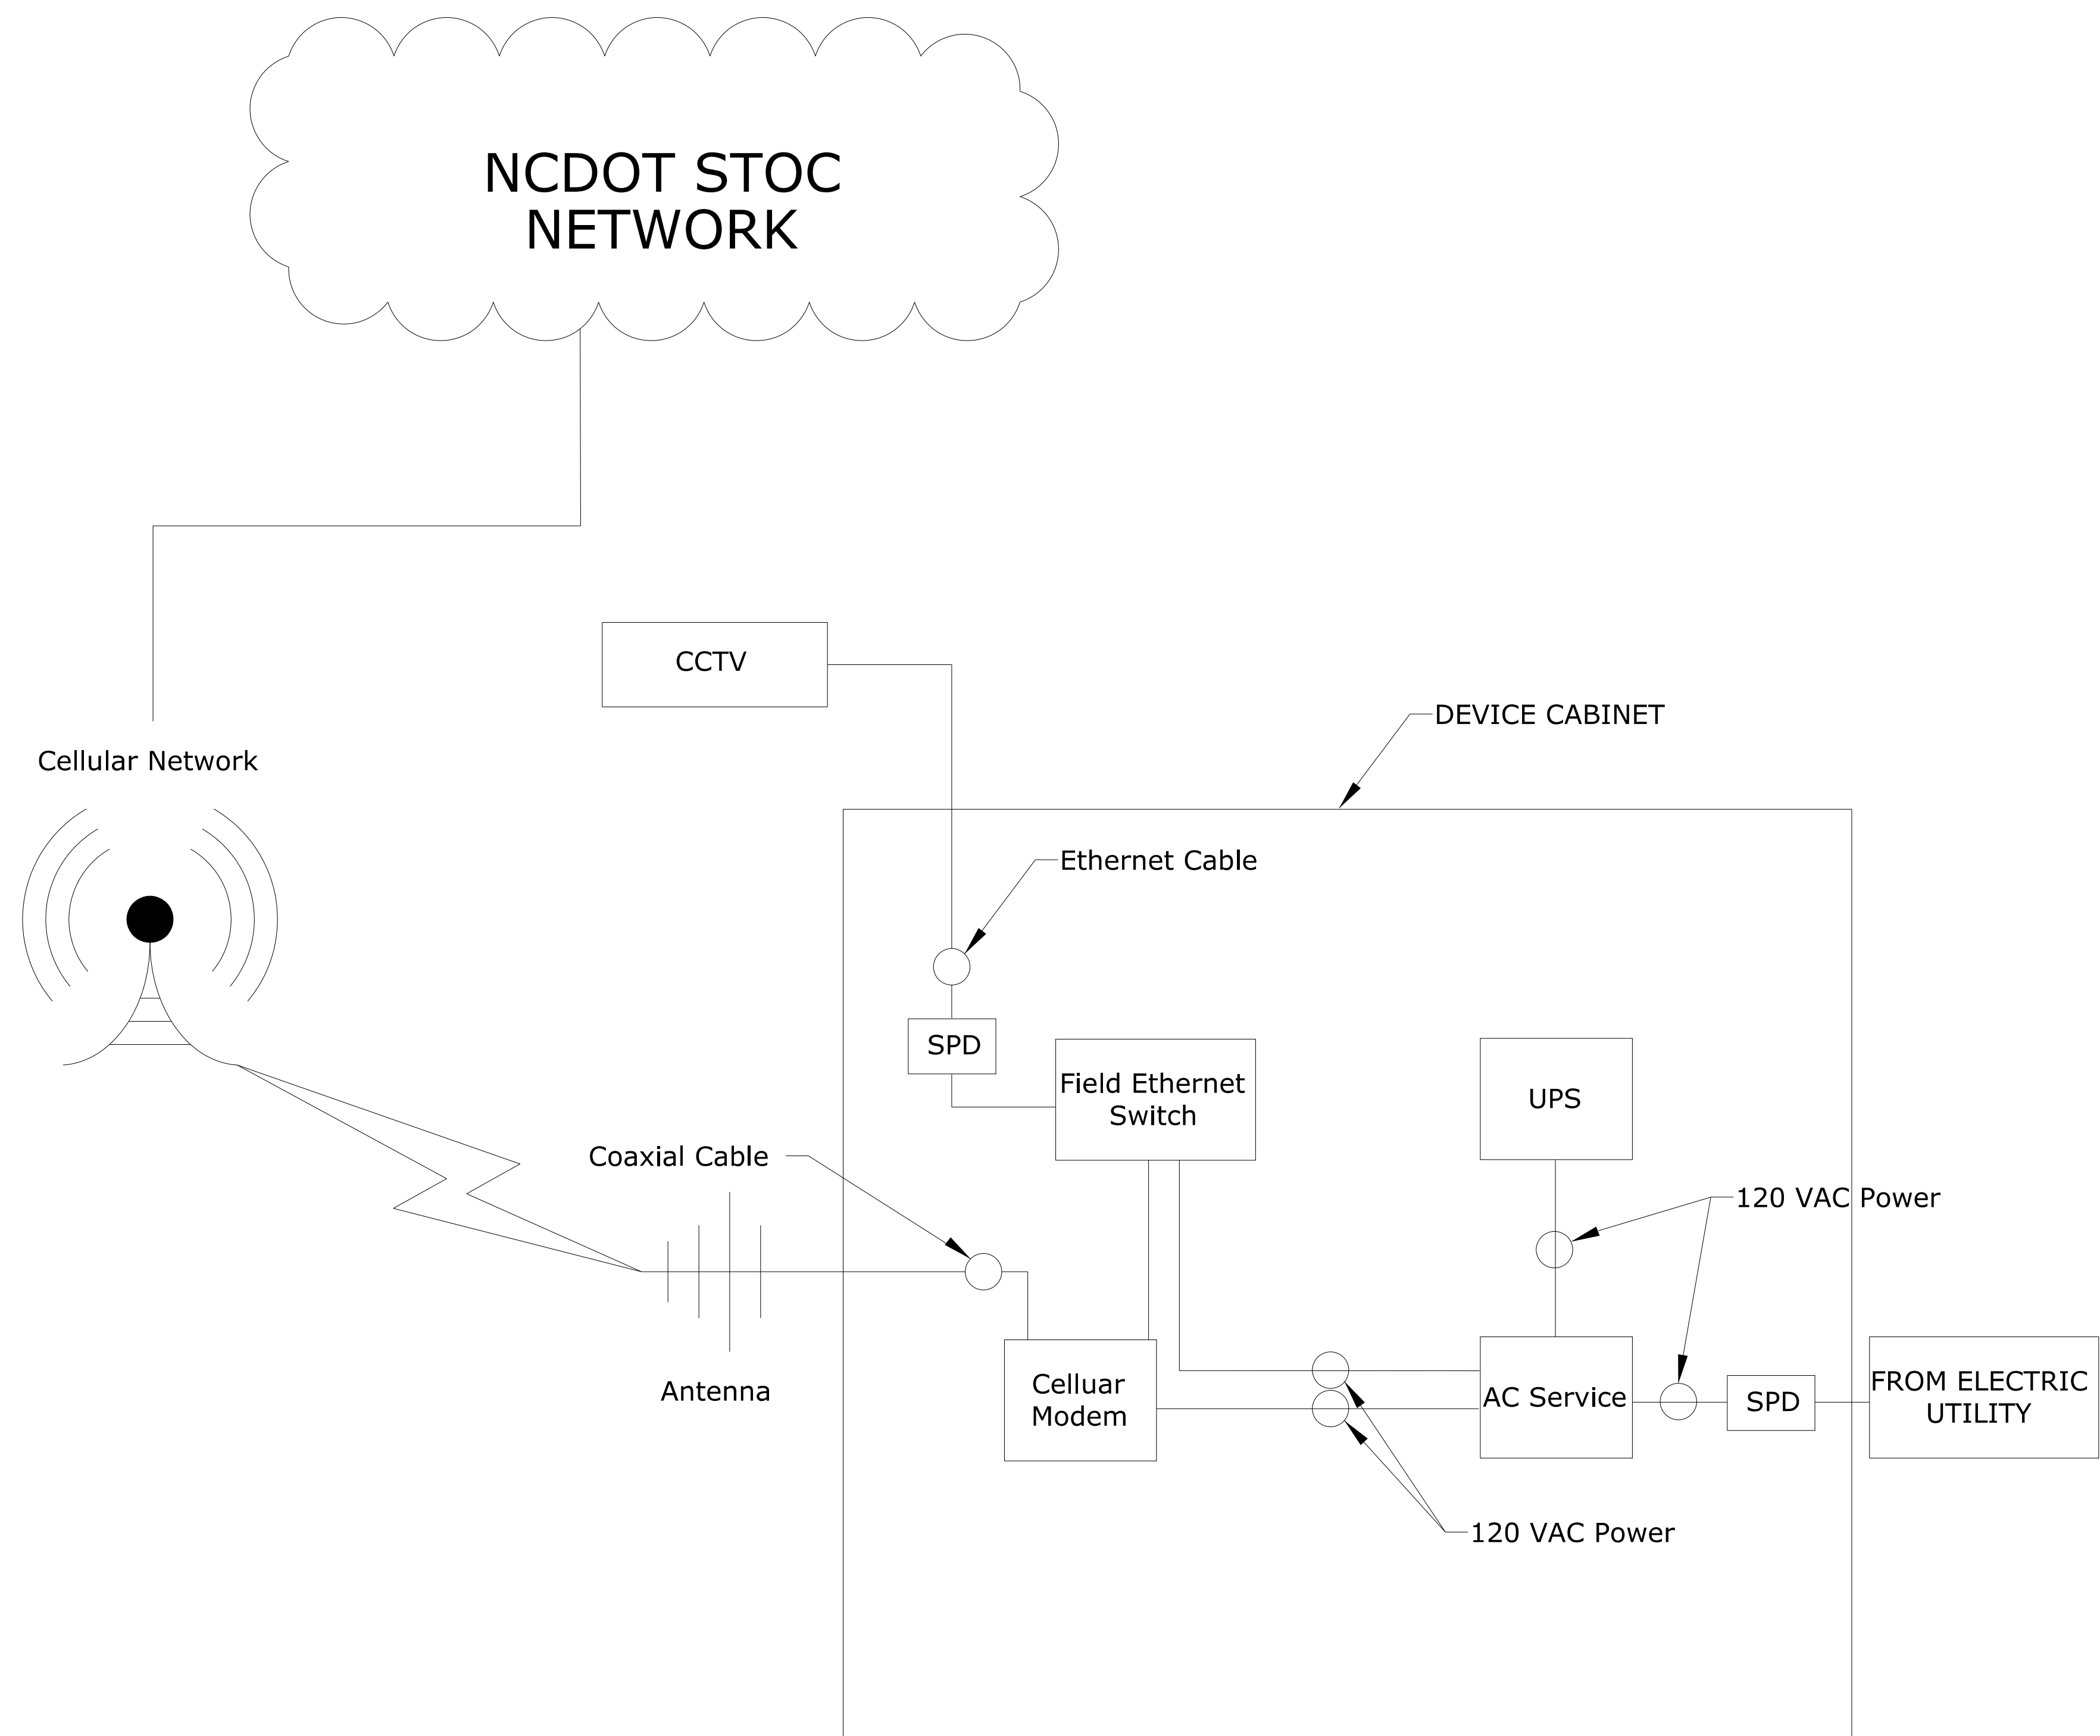 NCDOT STOC
NETWORK
CCTV
DEVICE CABINET
Cellular Network
Ethernet Cable
SPD
Field Ethernet
Switch
UPS
Coaxial Cable
120 VAC Power
Antenna
Celluar
Modem
AC Service
SPD
FROM ELECTRIC
UTILITY
120 VAC Power